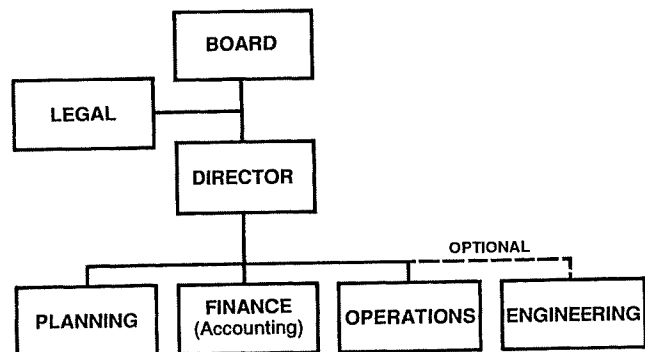 BOARD
LEGAL
DIRECTOR
OPTIONAL
PLANNING
FINANCE
(Accounting)
OPERATIONS
ENGINEERING